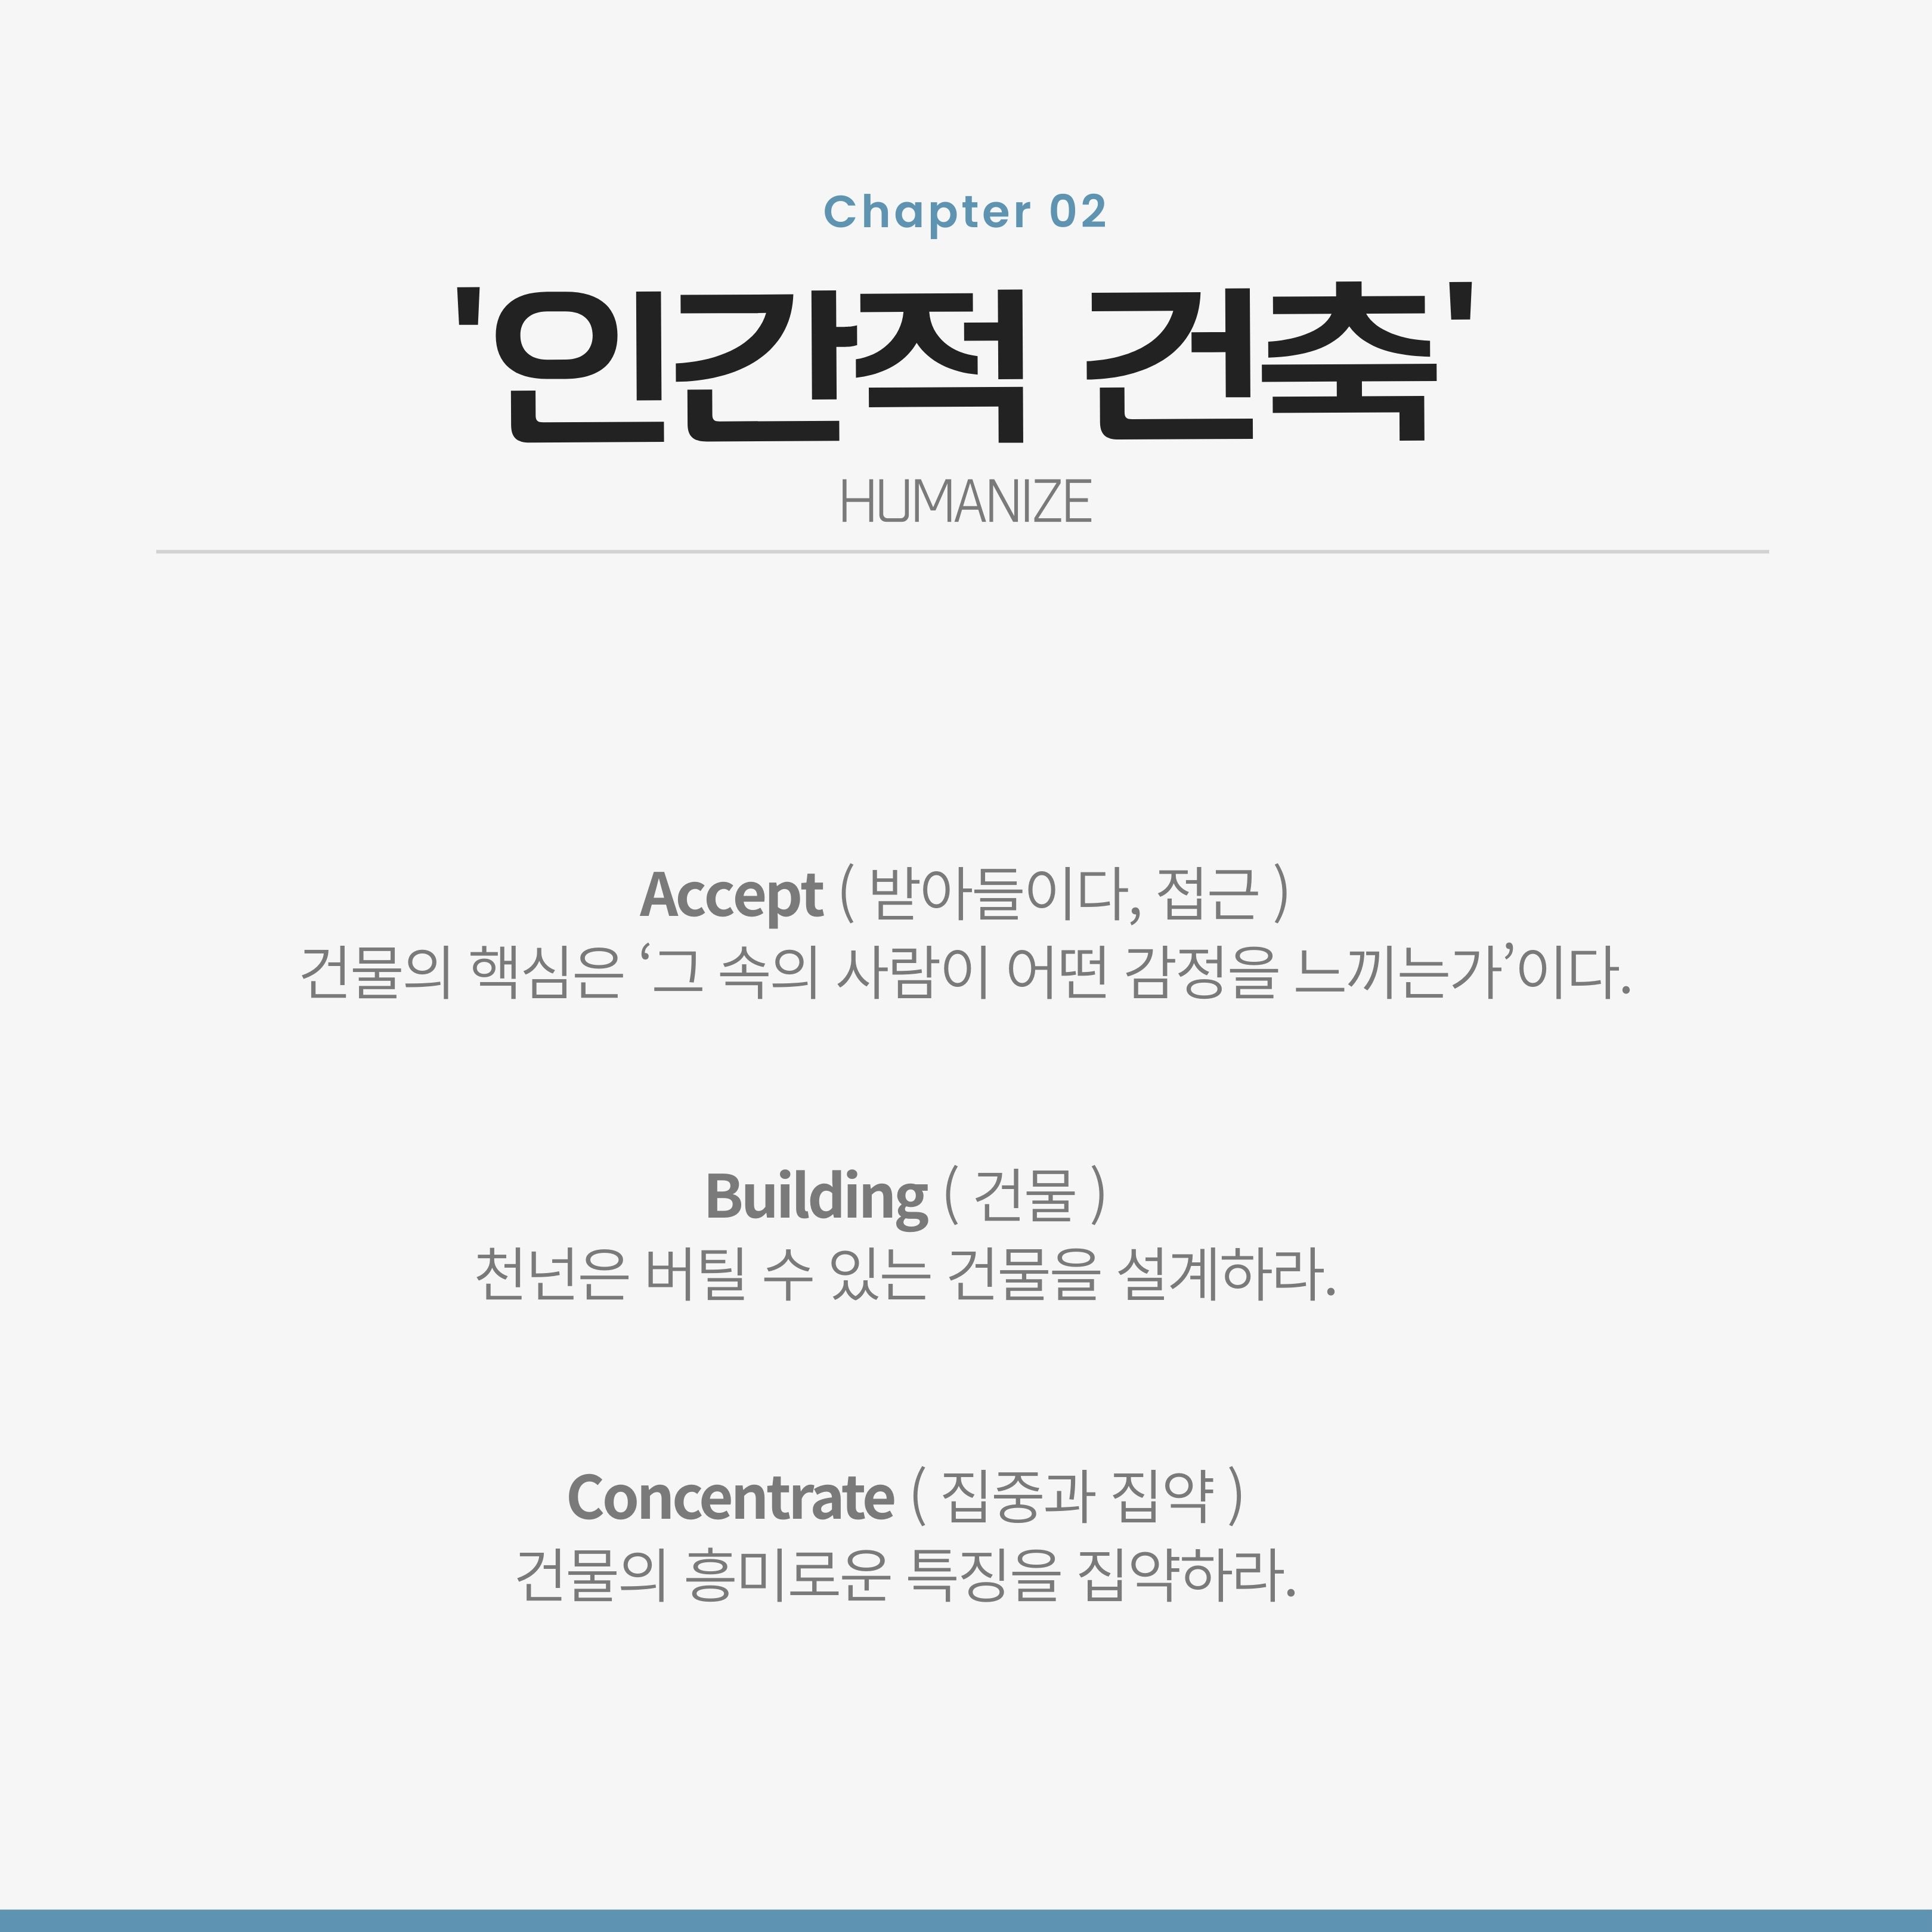 Chapter 02
'인간적 건축'
HUMANIZE
Accept ( 받아들이다, 접근 )
건물의 핵심은 ‘그 속의 사람이 어떤 감정을 느끼는가’이다.
Building ( 건물 )
천년은 버틸 수 있는 건물을 설계하라.
Concentrate ( 집중과 집약 )
건물의 흥미로운 특징을 집약하라.